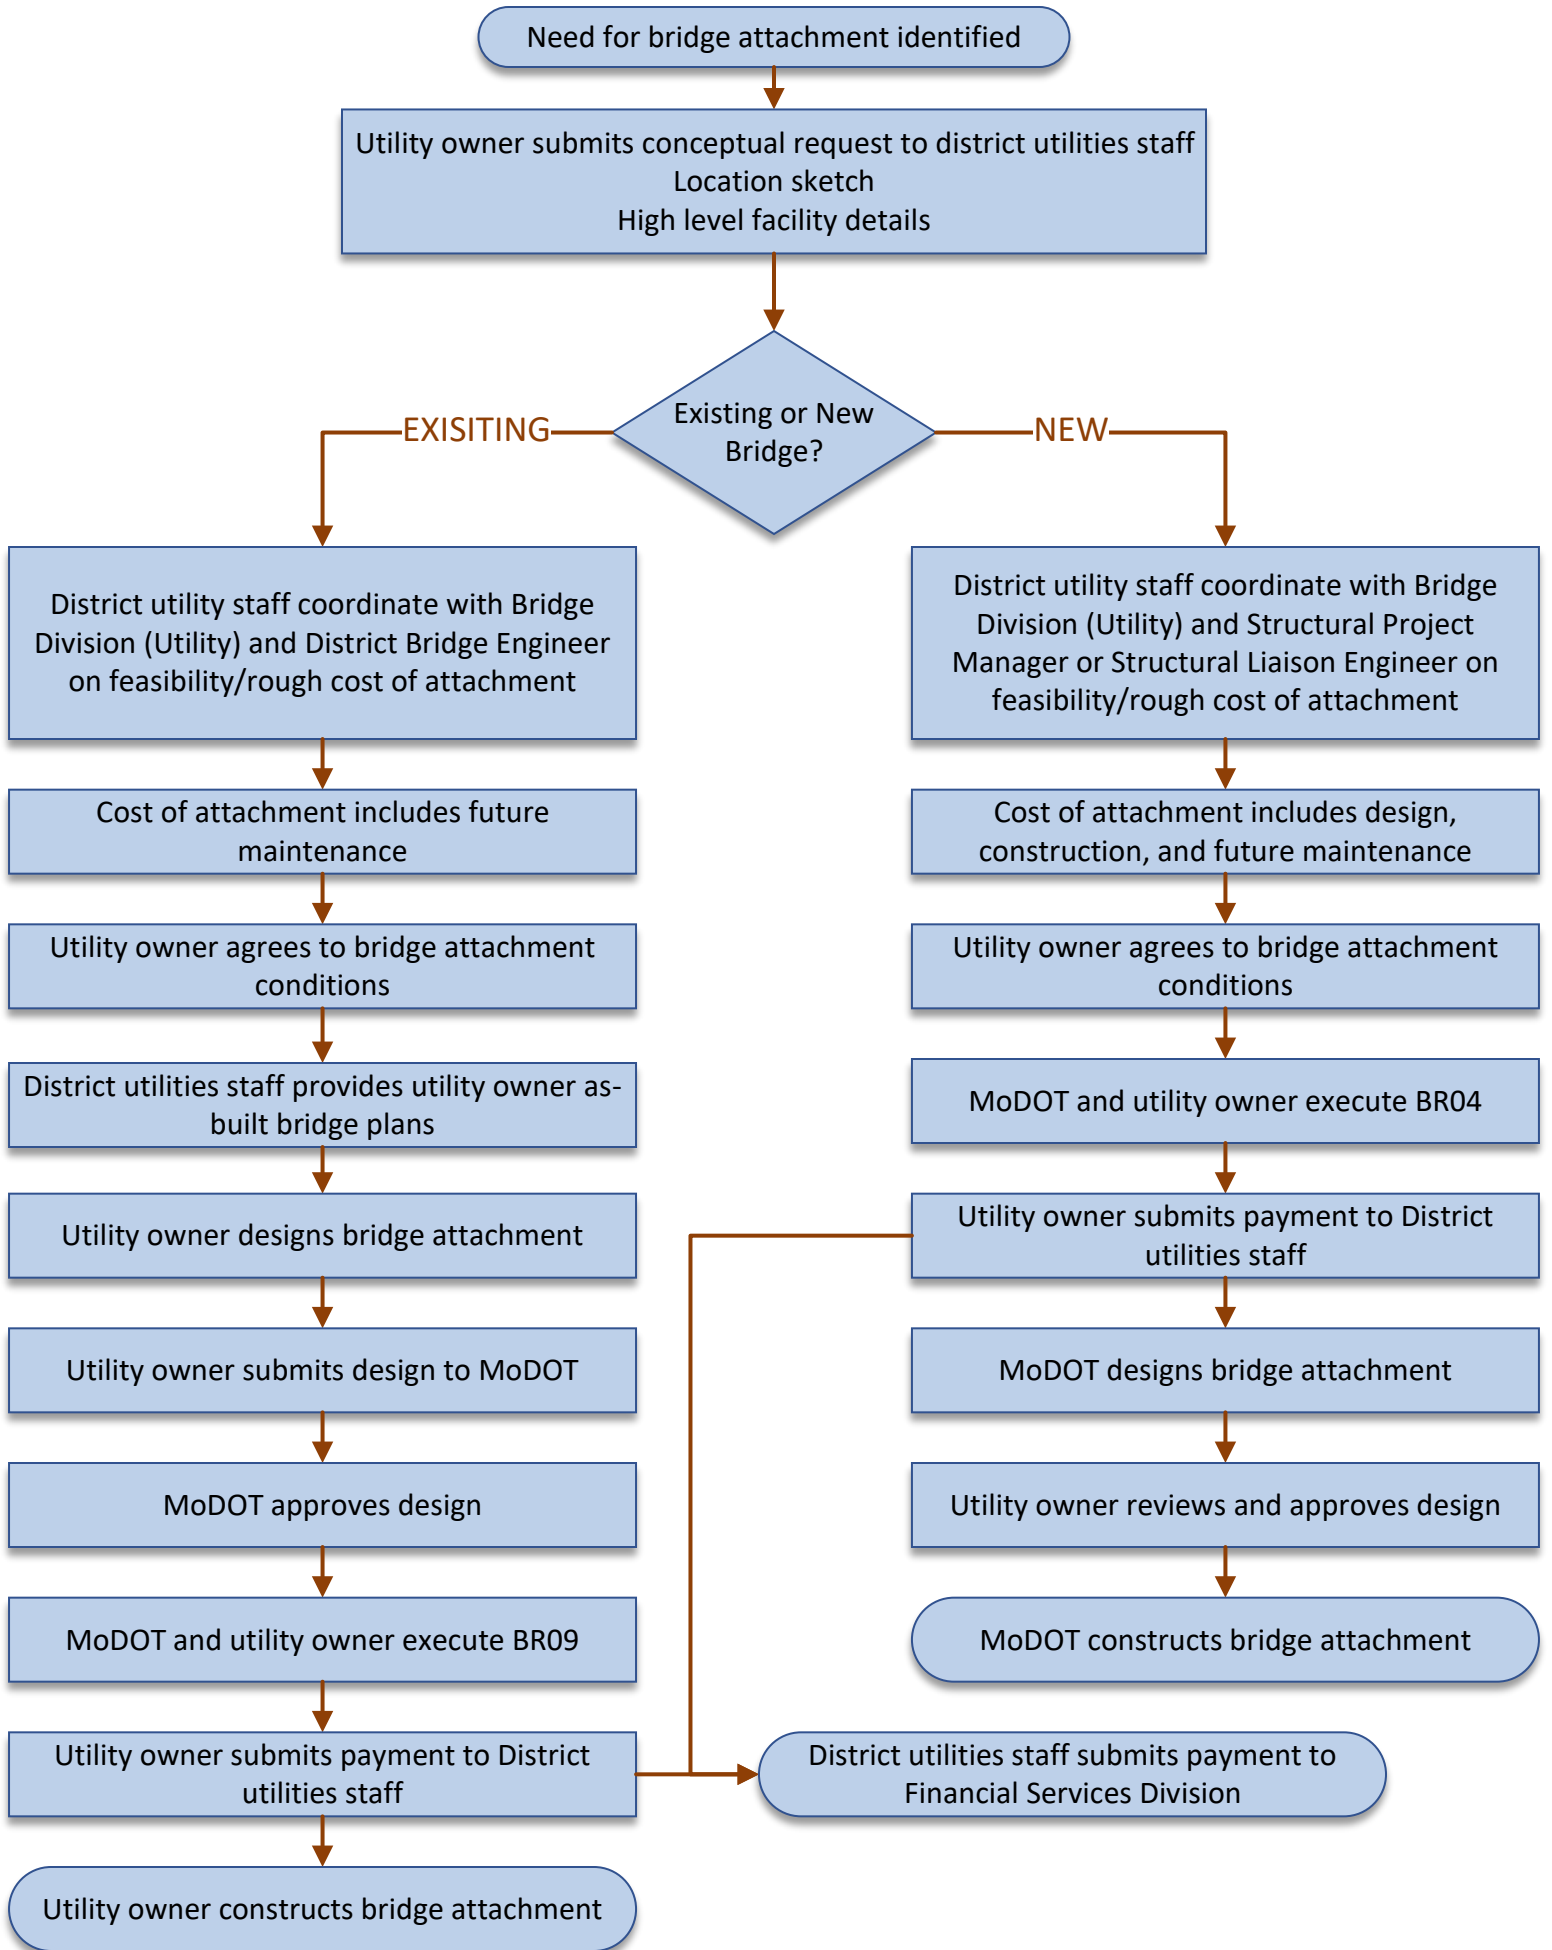 Need for bridge attachment identified
Utility owner submits conceptual request to district utilities staff
Location sketch
High level facility details
Existing or New
Bridge?
EXISITING
NEW
District utility staff coordinate with Bridge
Division (Utility) and District Bridge Engineer
on feasibility/rough cost of attachment
Cost of attachment includes future
maintenance
Utility owner agrees to bridge attachment
conditions
District utilities staff provides utility owner as-
built bridge plans
Utility owner designs bridge attachment
Utility owner submits design to MoDOT
MoDOT approves design
MoDOT and utility owner execute BR09
Utility owner submits payment to District
utilities staff
Utility owner constructs bridge attachment
District utility staff coordinate with Bridge
Division (Utility) and Structural Project
Manager or Structural Liaison Engineer on
feasibility/rough cost of attachment
Cost of attachment includes design,
construction, and future maintenance
Utility owner agrees to bridge attachment
conditions
MoDOT and utility owner execute BR04
Utility owner submits payment to District
utilities staff
MoDOT designs bridge attachment
Utility owner reviews and approves design
MoDOT constructs bridge attachment
District utilities staff submits payment to
Financial Services Division